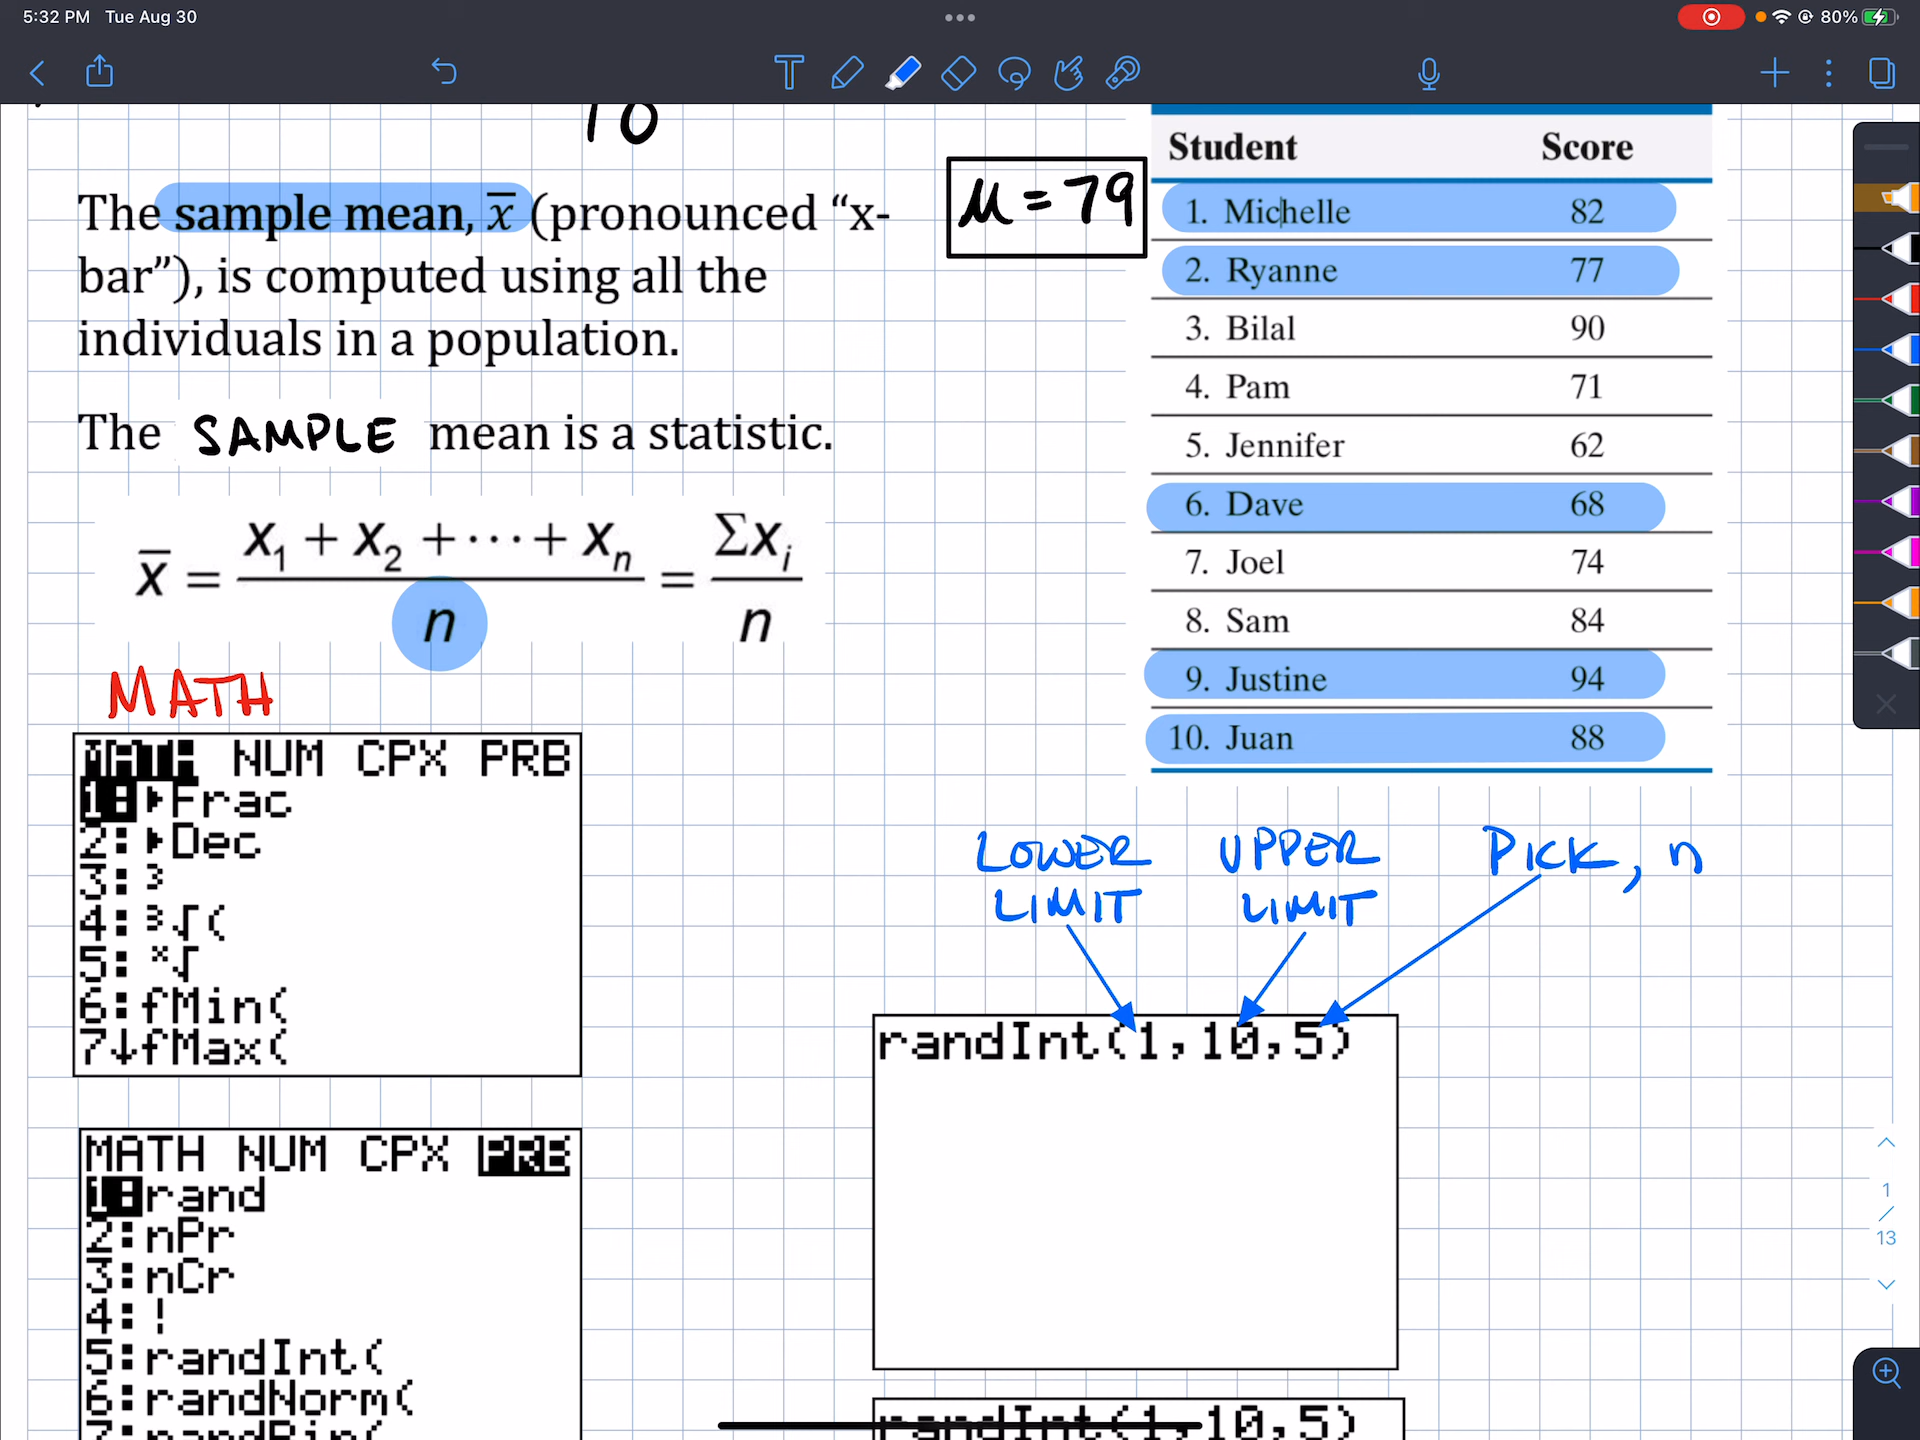 5:32 PM Tue Aug 30
80%
10
The sample mean, x̅ (pronounced “x-
bar”), is computed using all the
individuals in a population.
The SAMPLE mean is a statistic.
x̅ = x₁ + x₂ + ··· + xₙ / n = Σxᵢ / n
μ = 79
Student Score
1. Michelle 82
2. Ryanne 77
3. Bilal 90
4. Pam 71
5. Jennifer 62
6. Dave 68
7. Joel 74
8. Sam 84
9. Justine 94
10. Juan 88
MATH
MATH NUM CPX PRB
1:▸Frac
2:▸Dec
3:³
4:³√(
5:ˣ√
6:fMin(
7↓fMax(
MATH NUM CPX PRB
1:rand
2:nPr
3:nCr
4:!
5:randInt(
6:randNorm(
7:randBin(
LOWER LIMIT
UPPER LIMIT
PICK, n
randInt(1,10,5)
randInt(1,10,5)
1
/
13